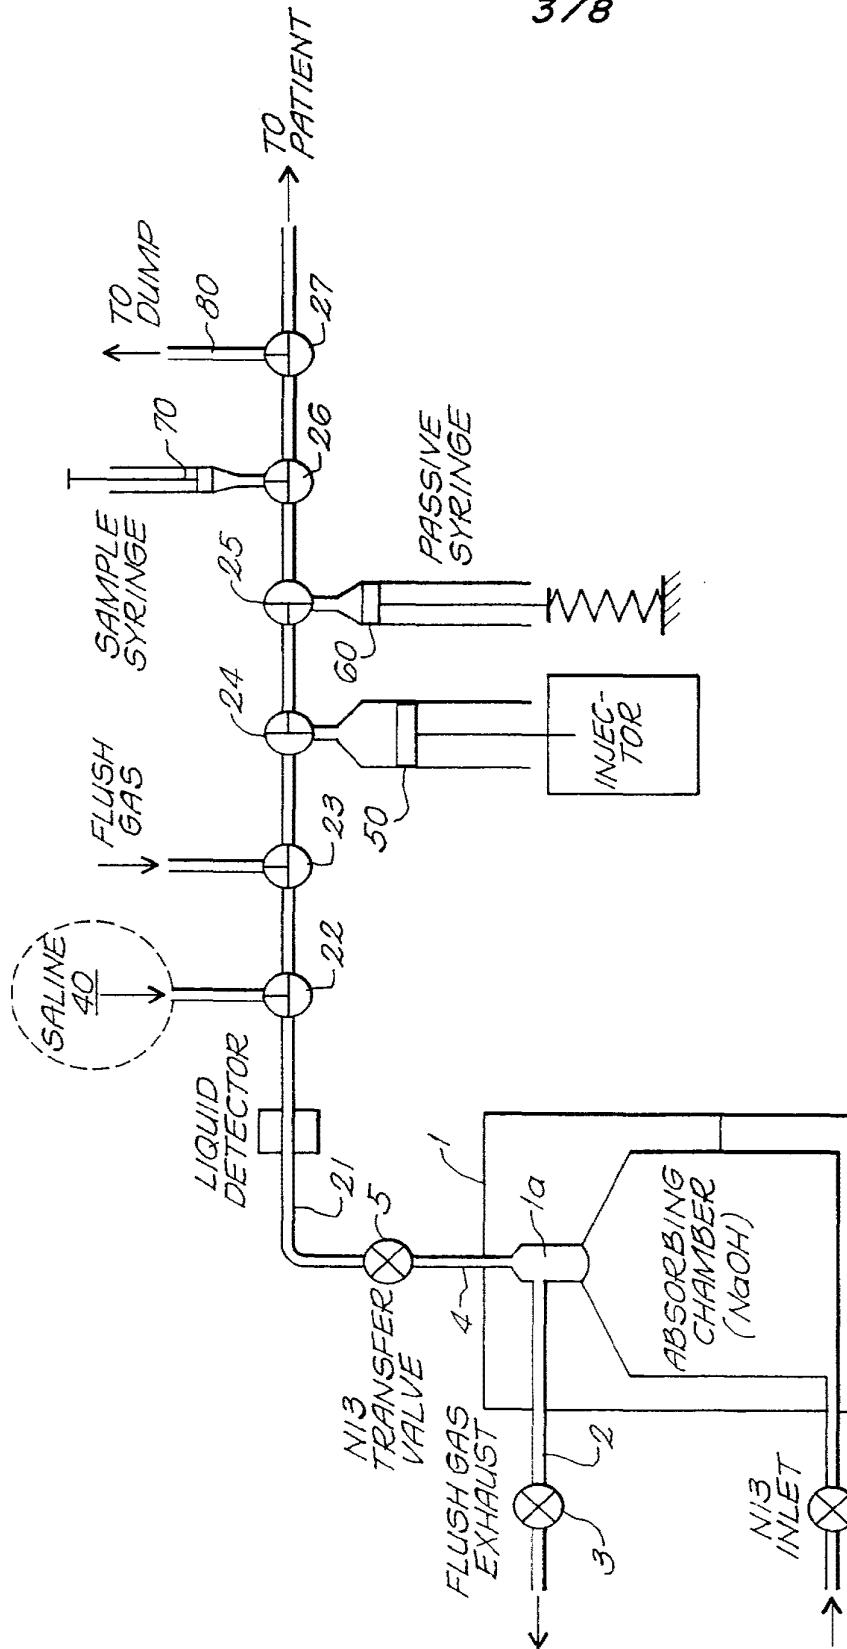 3/8
SALINE
40
FLUSH
GAS
SAMPLE
SYRINGE
70
TO
DUMP
80
TO
PATIENT
LIQUID
DETECTOR
21
22
23
24
25
26
27
50
INJEC-
TOR
60
PASSIVE
SYRINGE
N13
TRANSFER
VALVE
5
4
1
1a
FLUSH GAS
EXHAUST
2
3
ABSORBING
CHAMBER
(NaOH)
N13
INLET